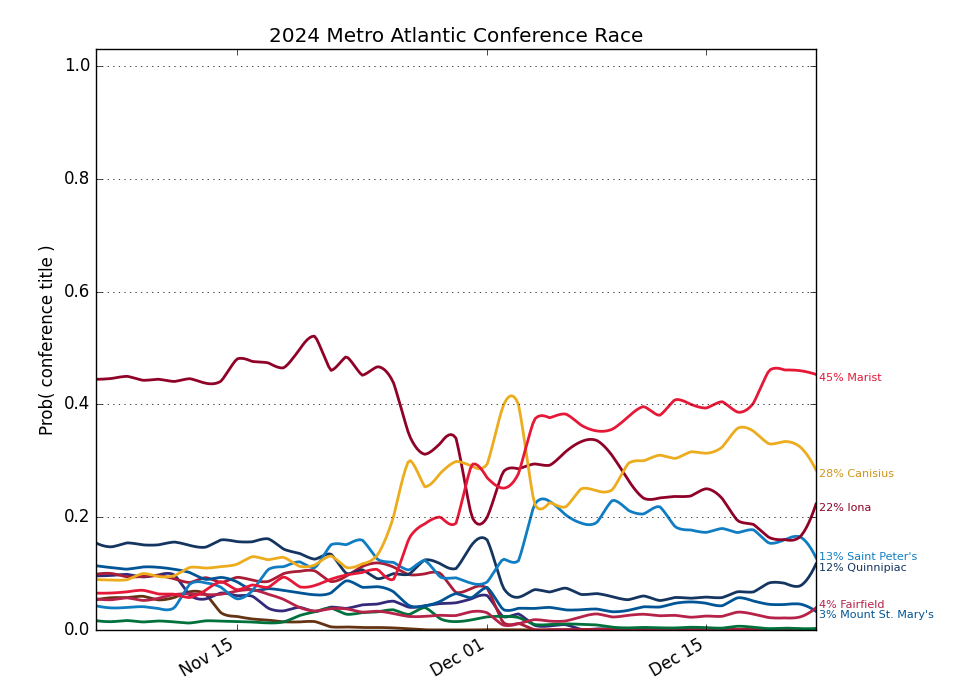 2024 Metro Atlantic Conference Race
Prob( conference title )
1.0
0.8
0.6
0.4
0.2
0.0
45% Marist
28% Canisius
22% Iona
13% Saint Peter's
12% Quinnipiac
4% Fairfield
3% Mount St. Mary's
Nov 15
Dec 01
Dec 15